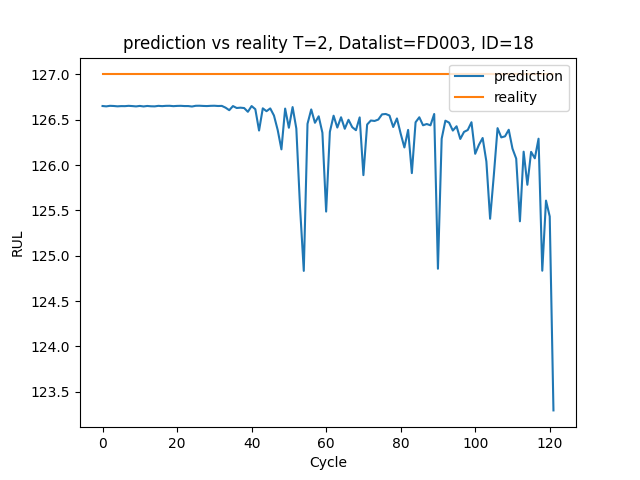 prediction vs reality T=2, Datalist=FD003, ID=18
127.0
126.5
126.0
125.5
125.0
124.5
124.0
123.5
RUL
prediction
reality
0 20 40 60 80 100 120
Cycle